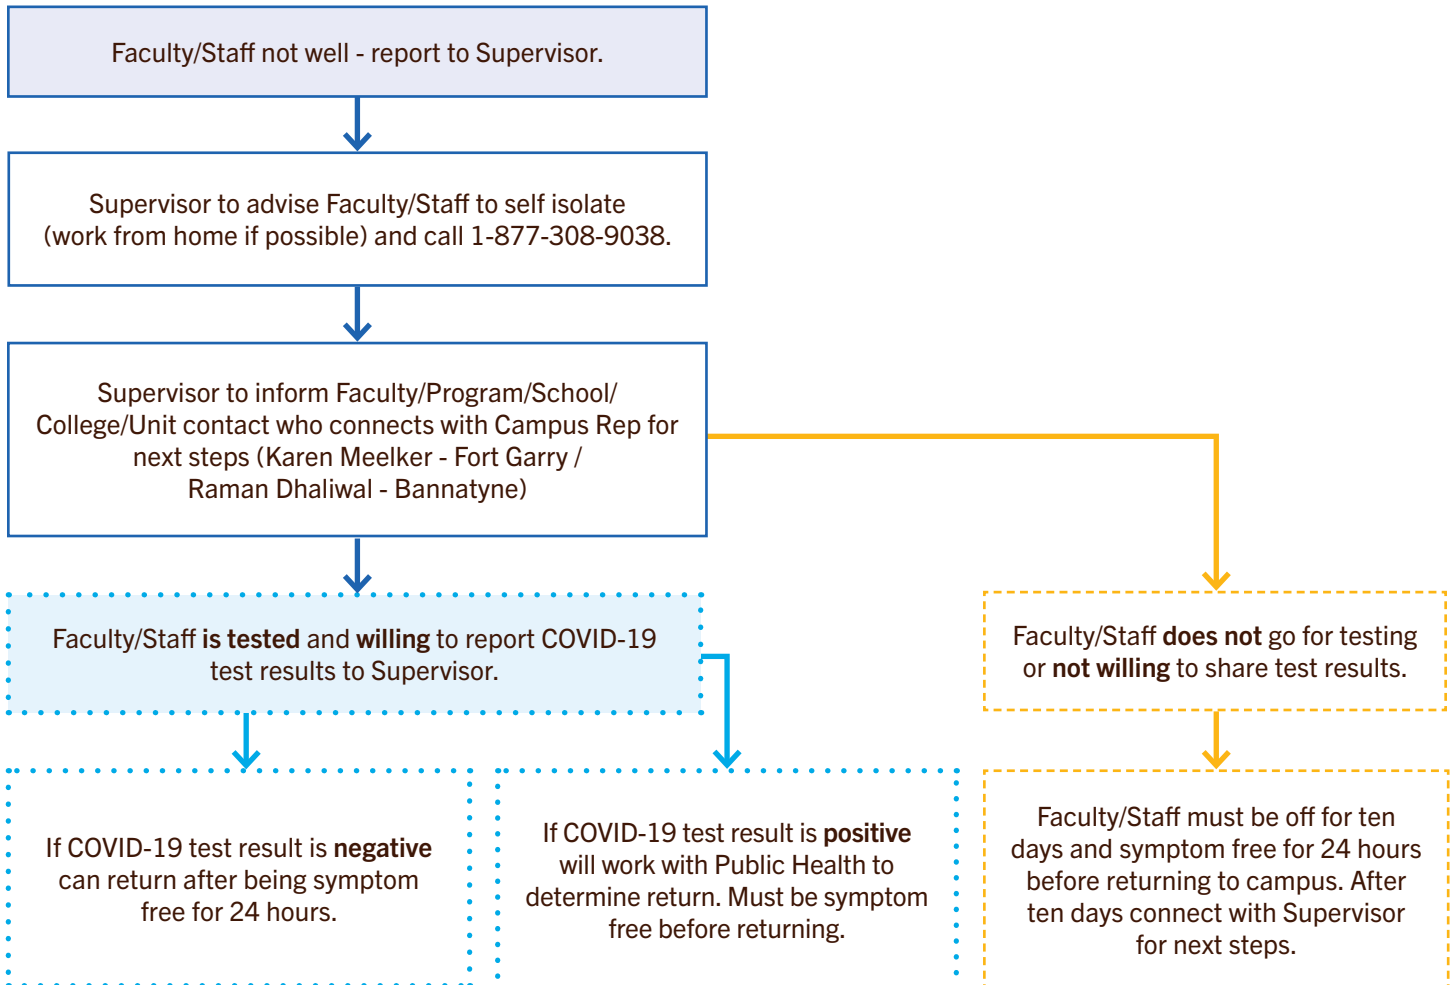 Faculty/Staff not well - report to Supervisor.
Supervisor to advise Faculty/Staff to self isolate
(work from home if possible) and call 1-877-308-9038.
Supervisor to inform Faculty/Program/School/
College/Unit contact who connects with Campus Rep for
next steps (Karen Meelker - Fort Garry /
Raman Dhaliwal - Bannatyne)
Faculty/Staff is tested and willing to report COVID-19
test results to Supervisor.
Faculty/Staff does not go for testing
or not willing to share test results.
If COVID-19 test result is negative
can return after being symptom
free for 24 hours.
If COVID-19 test result is positive
will work with Public Health to
determine return. Must be symptom
free before returning.
Faculty/Staff must be off for ten
days and symptom free for 24 hours
before returning to campus. After
ten days connect with Supervisor
for next steps.